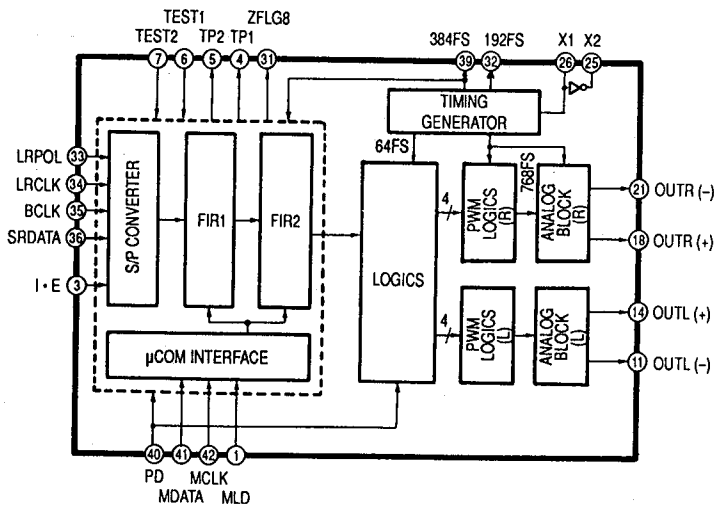 TEST1 ZFLG8
TEST2 TP2 TP1
7 6 5 4 31
384FS 192FS X1 X2
39 32 26 25
TIMING
GENERATOR
64FS
768FS
LRPOL 33
LRCLK 34
BCLK 35
SRDATA 36
I・E 3
S/P CONVERTER
FIR1
FIR2
LOGICS
4
PWM
LOGICS
(R)
ANALOG
BLOCK
(R)
21 OUTR (−)
18 OUTR (+)
4
PWM
LOGICS
(L)
ANALOG
BLOCK
(L)
14 OUTL (+)
11 OUTL (−)
μCOM INTERFACE
40 41 42 1
PD MCLK
MDATA MLD